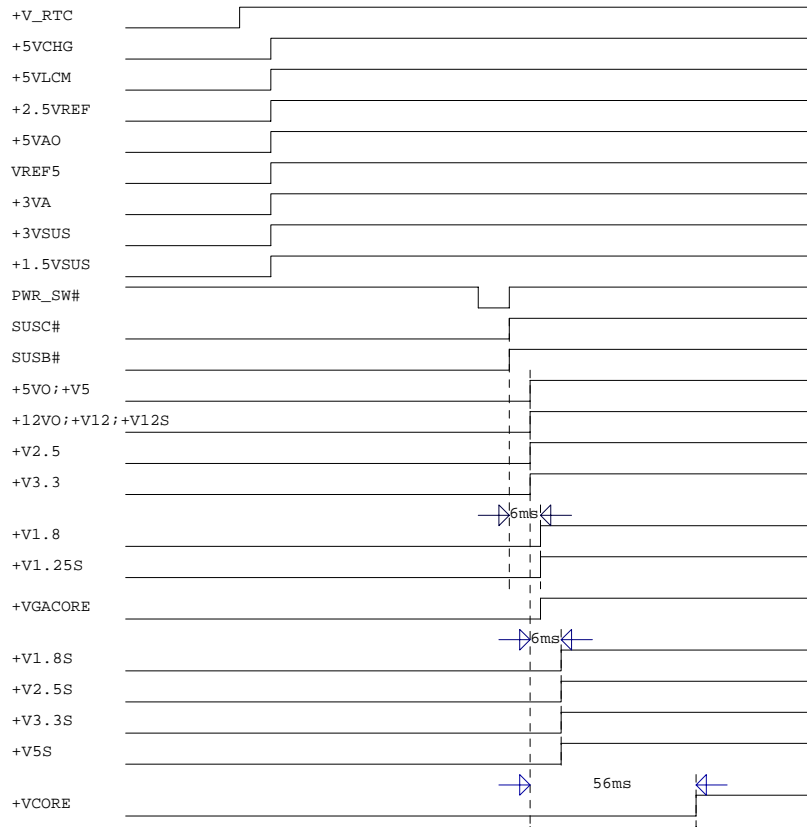 +V_RTC
+5VCHG
+5VLCM
+2.5VREF
+5VAO
VREF5
+3VA
+3VSUS
+1.5VSUS
PWR_SW#
SUSC#
SUSB#
+5VO;+V5
+12VO;+V12;+V12S
+V2.5
+V3.3
6ms
+V1.8
+V1.25S
+VGACORE
6ms
+V1.8S
+V2.5S
+V3.3S
+V5S
56ms
+VCORE